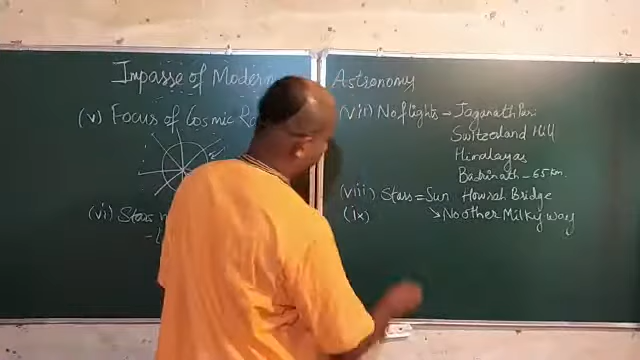 Impasse of Modern Astronomy
(v) Focus of Cosmic
(vi) Stars
(vii) No flights - Jaganath Puri
Switzerland Hill
Himalayas
Badrinath - 65 km.
(viii) Stars = Sun Howrah Bridge
(ix) ↘ No other Milky way